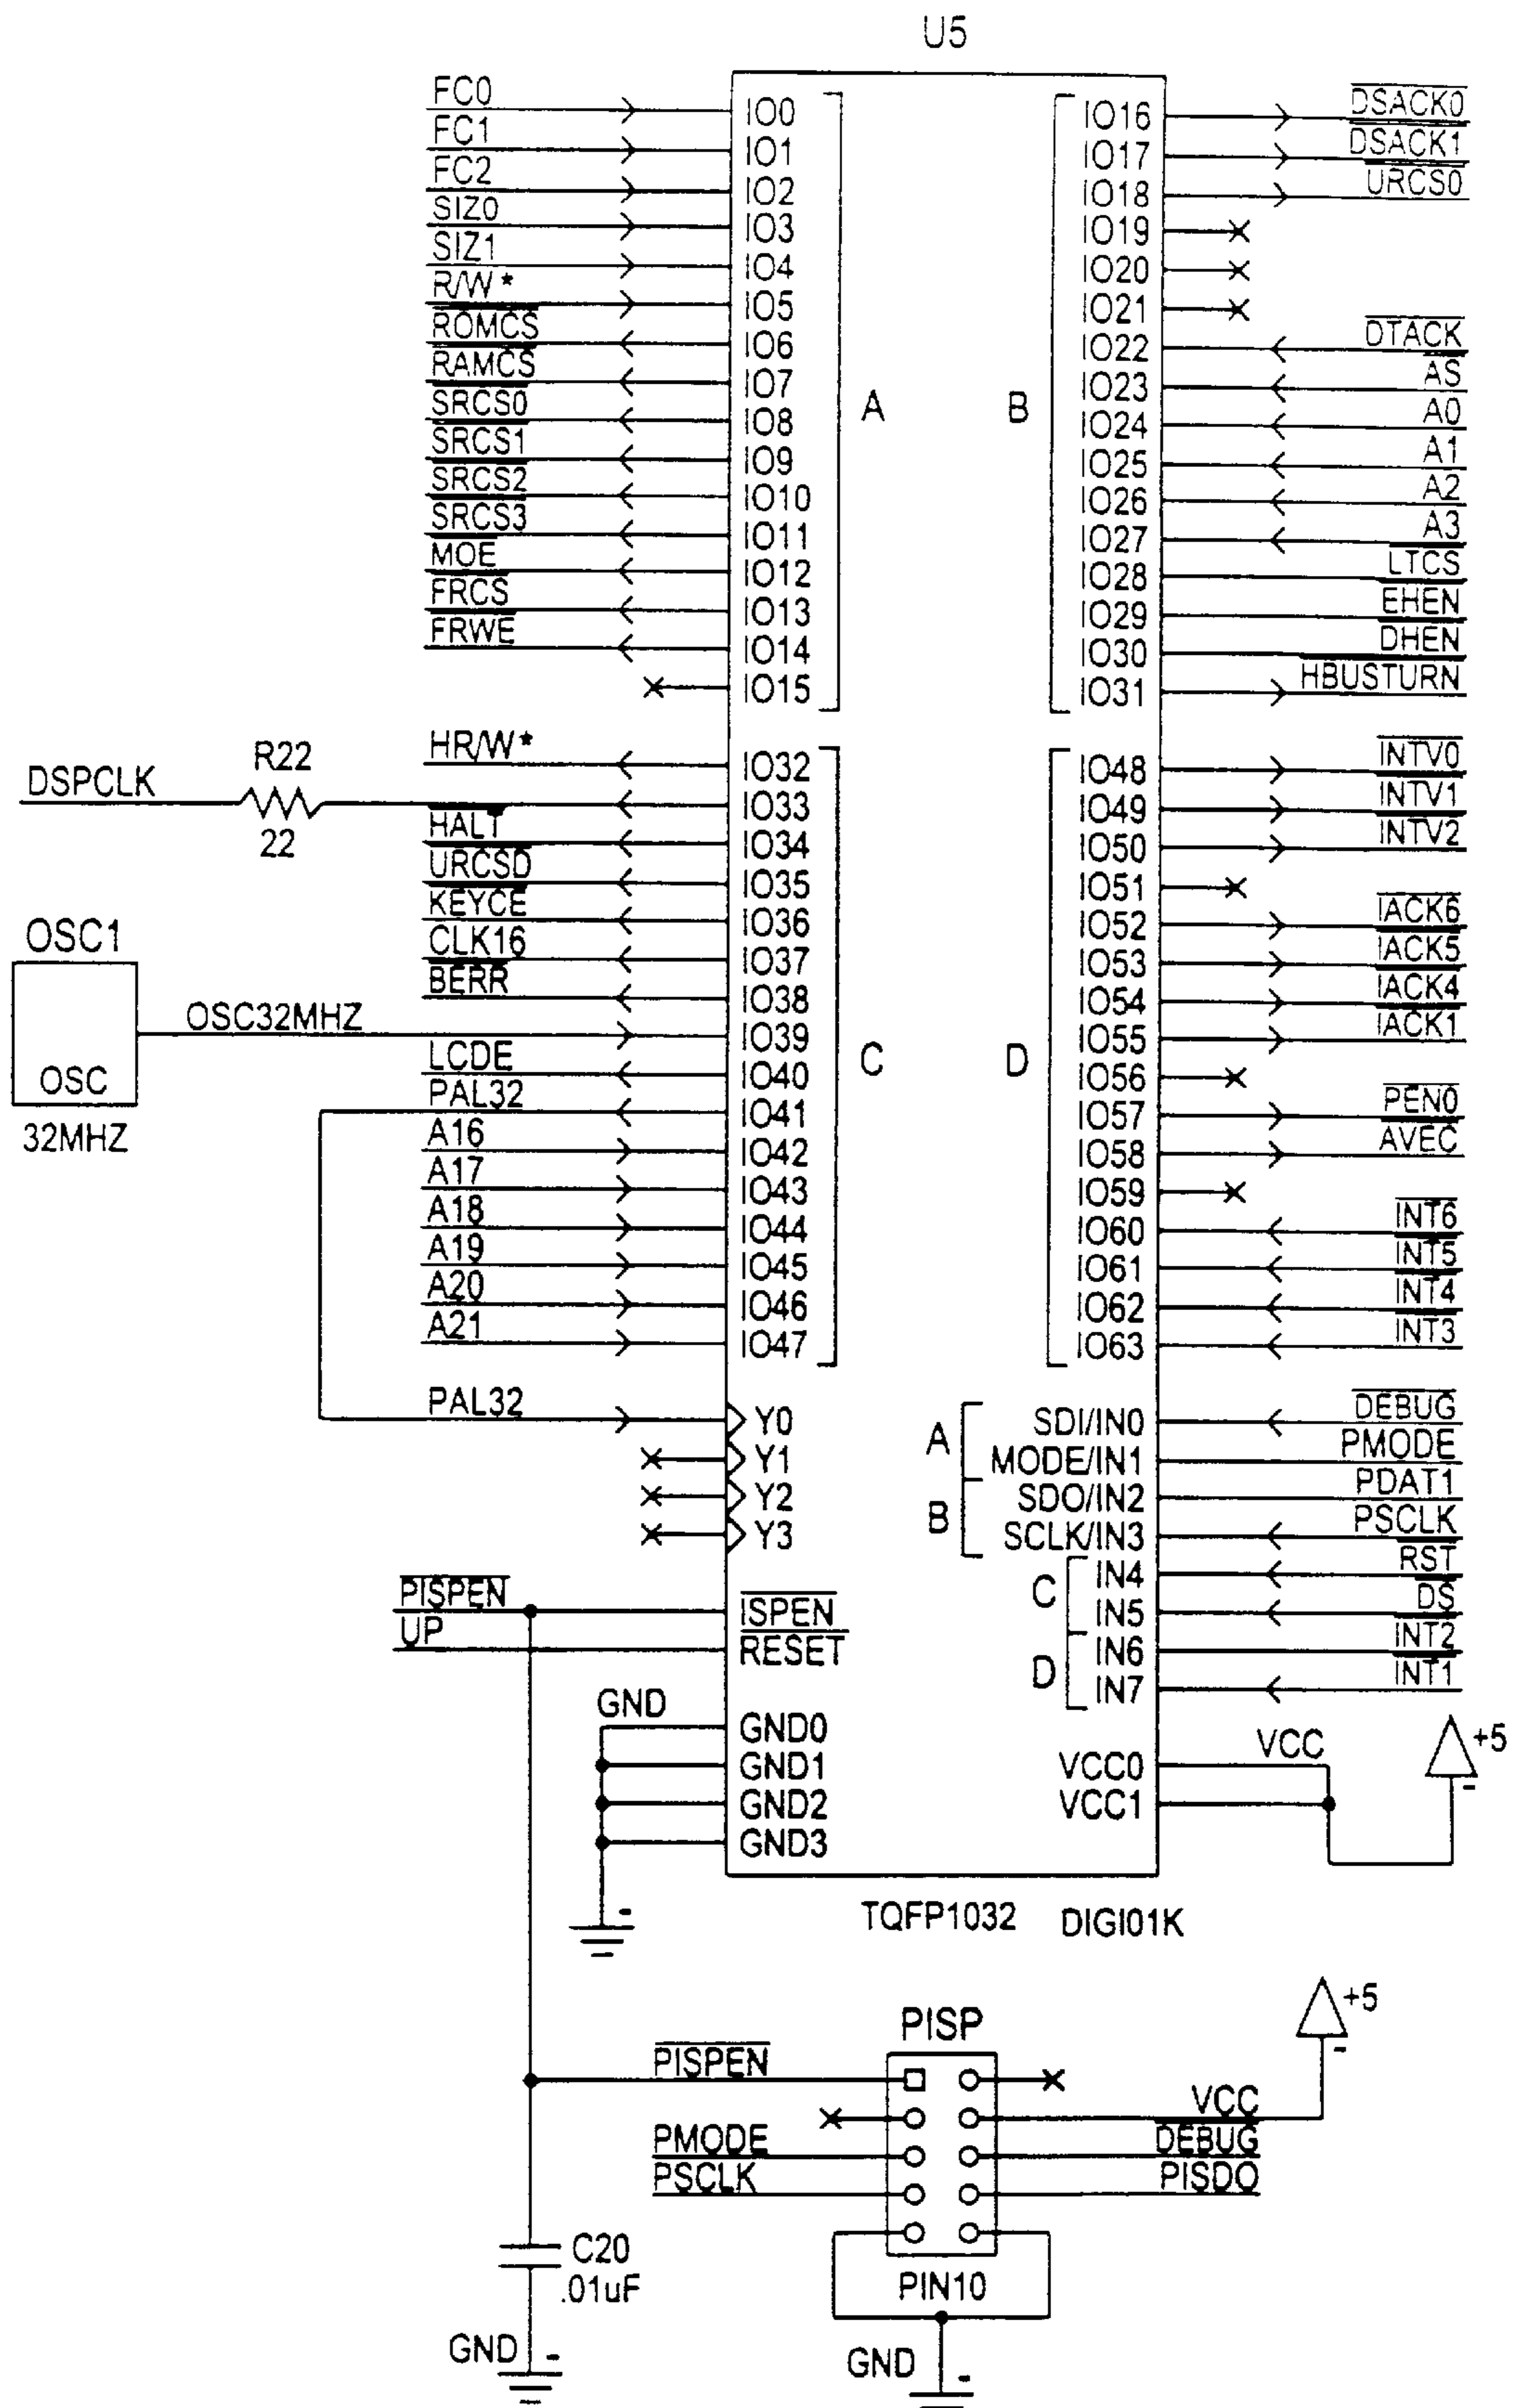 U5
FC0 IO0 IO16 DSACK0
FC1 IO1 IO17 DSACK1
FC2 IO2 IO18 URCS0
SIZ0 IO3 IO19
SIZ1 IO4 IO20
R/W* IO5 IO21
ROMCS IO6 IO22 DTACK
RAMCS IO7 IO23 AS
SRCS0 IO8 A B IO24 A0
SRCS1 IO9 IO25 A1
SRCS2 IO10 IO26 A2
SRCS3 IO11 IO27 A3
MOE IO12 IO28 LTCS
FRCS IO13 IO29 EHEN
FRWE IO14 IO30 DHEN
IO15 IO31 HBUSTURN
HR/W* IO32 IO48 INTV0
DSPCLK R22 22 IO33 IO49 INTV1
HALT IO34 IO50 INTV2
URCSD IO35 IO51
KEYCE IO36 IO52 IACK6
CLK16 IO37 IO53 IACK5
BERR IO38 IO54 IACK4
OSC1 OSC 32MHZ OSC32MHZ IO39 IO55 IACK1
LCDE IO40 C D IO56
PAL32 IO41 IO57 PEN0
A16 IO42 IO58 AVEC
A17 IO43 IO59
A18 IO44 IO60 INT6
A19 IO45 IO61 INT5
A20 IO46 IO62 INT4
A21 IO47 IO63 INT3
PAL32 Y0 A SDI/IN0 DEBUG
Y1 MODE/IN1 PMODE
Y2 B SDO/IN2 PDAT1
Y3 SCLK/IN3 PSCLK
C IN4 RST
PISPEN ISPEN IN5 DS
UP RESET D IN6 INT2
IN7 INT1
GND GND0
GND1 VCC0 VCC +5
GND2 VCC1
GND3
TQFP1032 DIGI01K
PISP +5
PISPEN
VCC
PMODE DEBUG
PSCLK PISDO
C20
.01uF
PIN10
GND GND